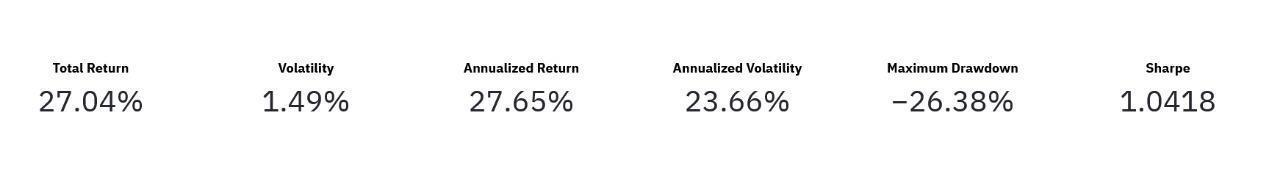 Total Return Volatility Annualized Return Annualized Volatility Maximum Drawdown Sharpe
27.04% 1.49% 27.65% 23.66% −26.38% 1.0418